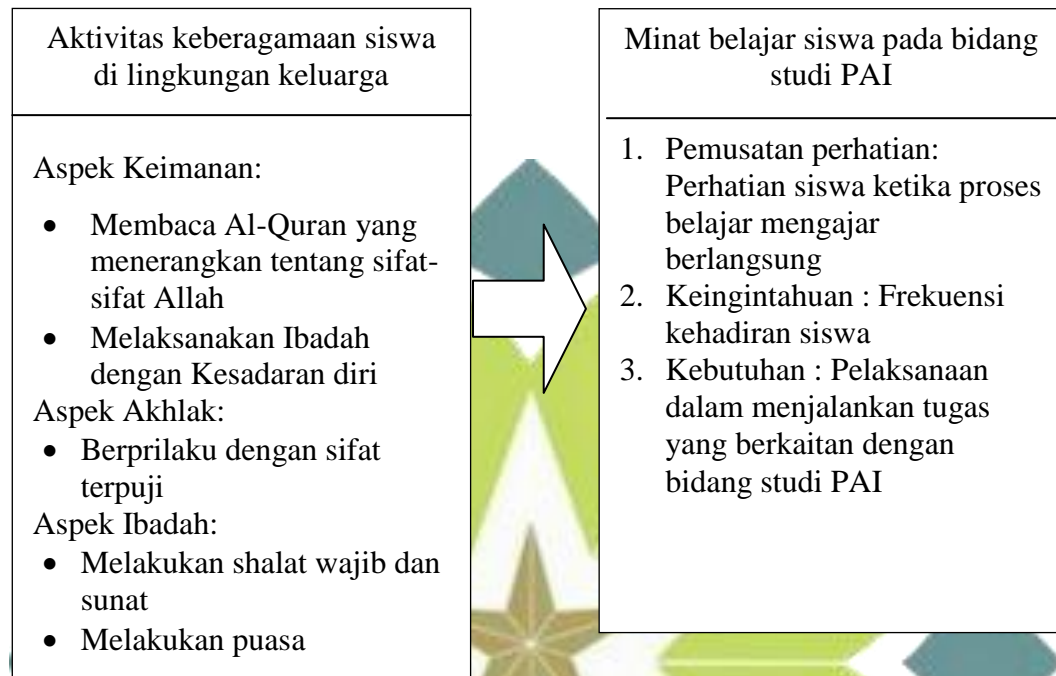 Aktivitas keberagamaan siswa
di lingkungan keluarga
Aspek Keimanan:
• Membaca Al-Quran yang
menerangkan tentang sifat-
sifat Allah
• Melaksanakan Ibadah
dengan Kesadaran diri
Aspek Akhlak:
• Berprilaku dengan sifat
terpuji
Aspek Ibadah:
• Melakukan shalat wajib dan
sunat
• Melakukan puasa
Minat belajar siswa pada bidang
studi PAI
1. Pemusatan perhatian:
Perhatian siswa ketika proses
belajar mengajar
berlangsung
2. Keingintahuan : Frekuensi
kehadiran siswa
3. Kebutuhan : Pelaksanaan
dalam menjalankan tugas
yang berkaitan dengan
bidang studi PAI